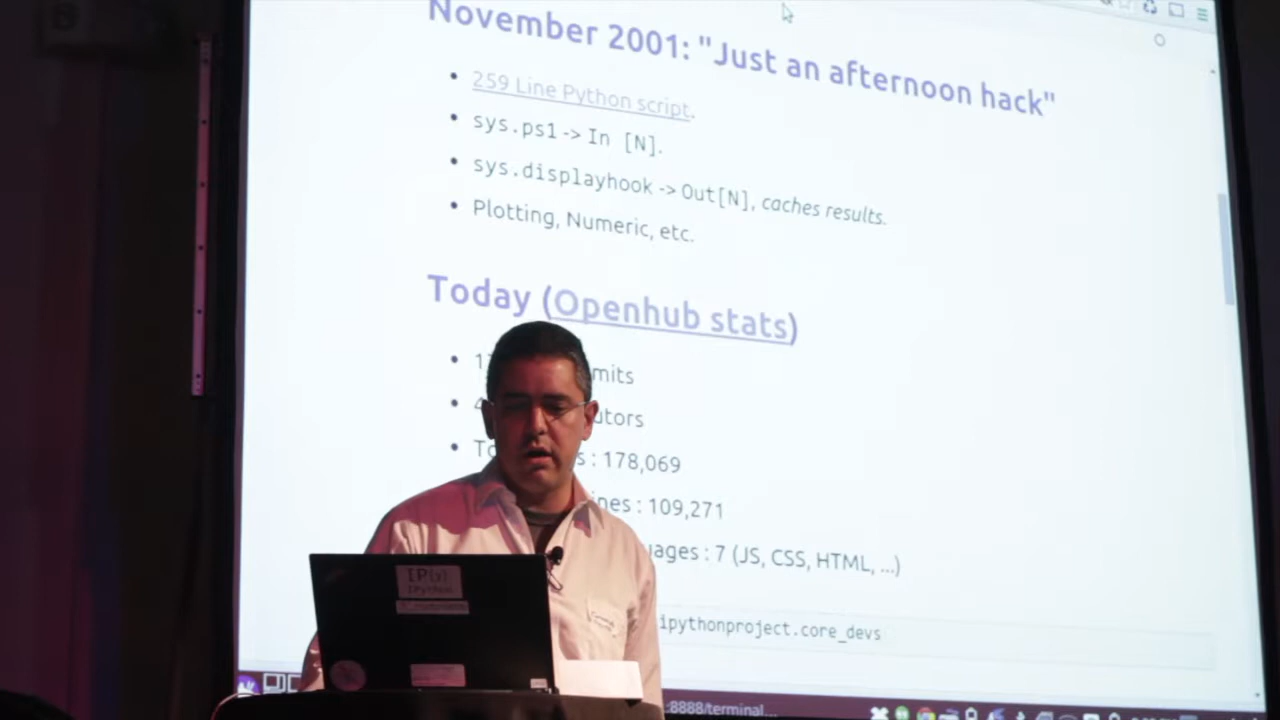 November 2001: "Just an afternoon hack"
259 Line Python script.
sys.ps1 -> In [N].
sys.displayhook -> Out[N], caches results.
Plotting, Numeric, etc.
Today (Openhub stats)
mits
utors
s : 178,069
ines : 109,271
uages : 7 (JS, CSS, HTML, ...)
ipythonproject.core_devs
:8888/terminal...
IP[y]
IPython